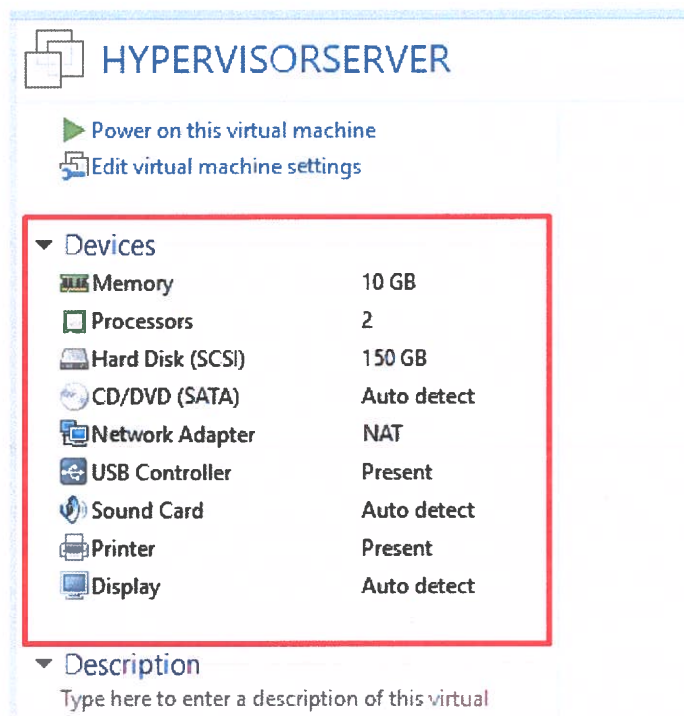 HYPERVISORSERVER
Power on this virtual machine
Edit virtual machine settings
Devices
Memory 10 GB
Processors 2
Hard Disk (SCSI) 150 GB
CD/DVD (SATA) Auto detect
Network Adapter NAT
USB Controller Present
Sound Card Auto detect
Printer Present
Display Auto detect
Description
Type here to enter a description of this virtual